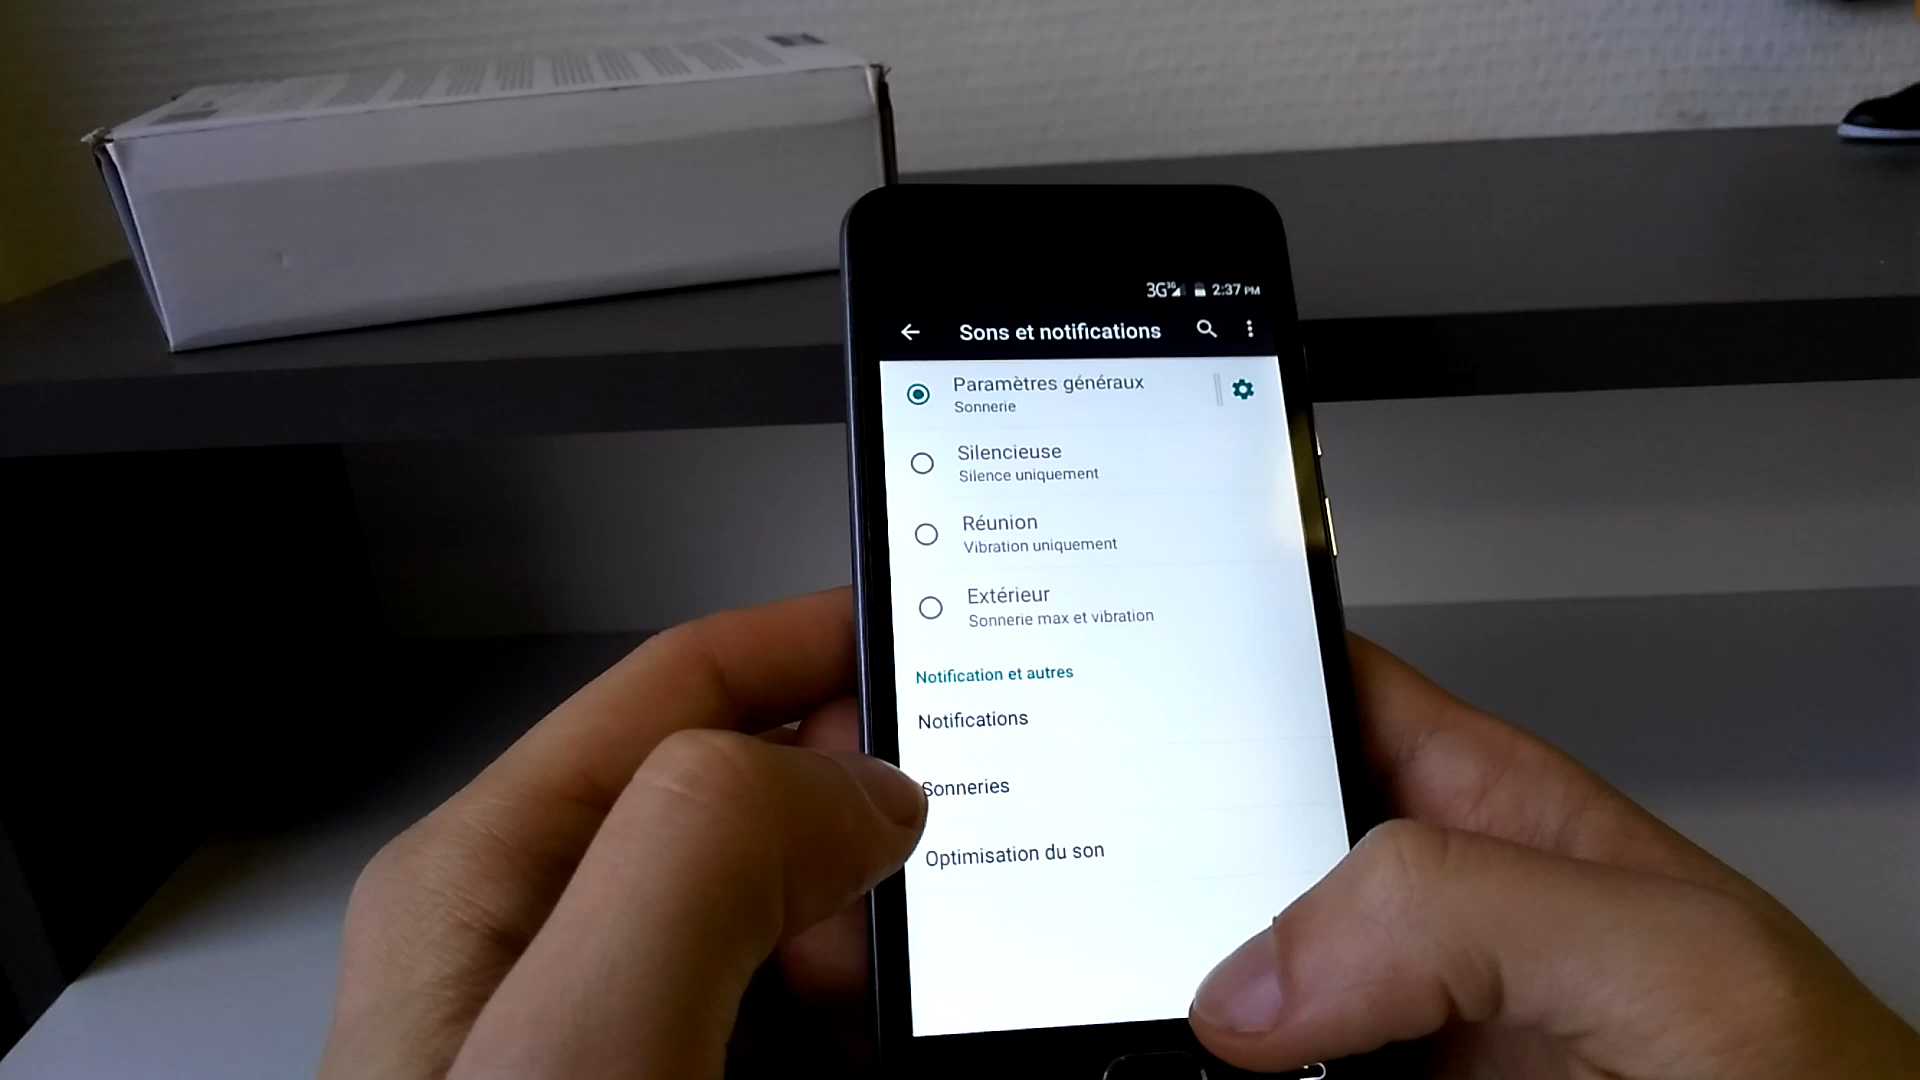 3G 3G 2:37 PM
Sons et notifications
Paramètres généraux
Sonnerie
Silencieuse
Silence uniquement
Réunion
Vibration uniquement
Extérieur
Sonnerie max et vibration
Notification et autres
Notifications
Sonneries
Optimisation du son